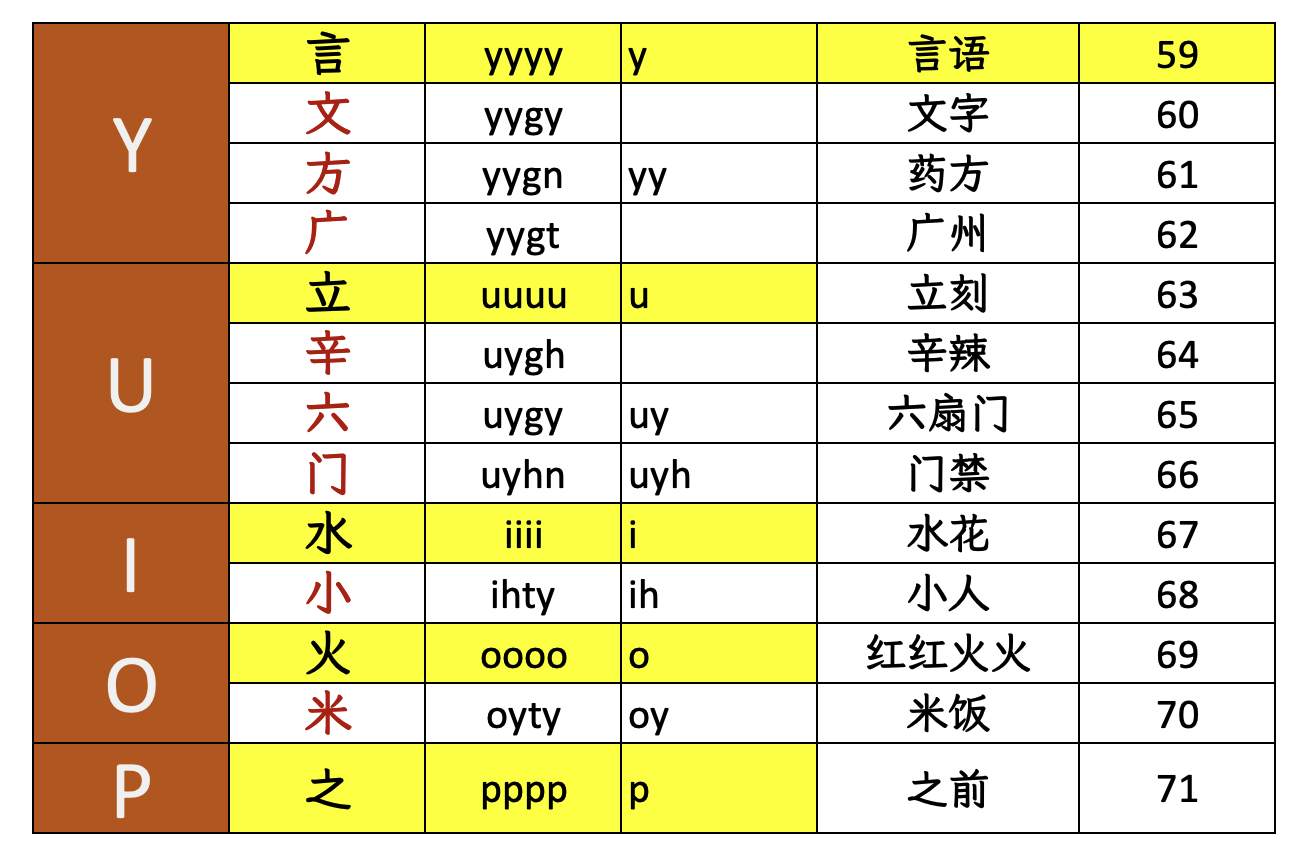 Y
言 yyyy y 言语 59
文 yygy 文字 60
方 yygn yy 药方 61
广 yygt 广州 62
U
立 uuuu u 立刻 63
辛 uygh 辛辣 64
六 uygy uy 六扇门 65
门 uyhn uyh 门禁 66
I
水 iiii i 水花 67
小 ihty ih 小人 68
O
火 oooo o 红红火火 69
米 oyty oy 米饭 70
P
之 pppp p 之前 71